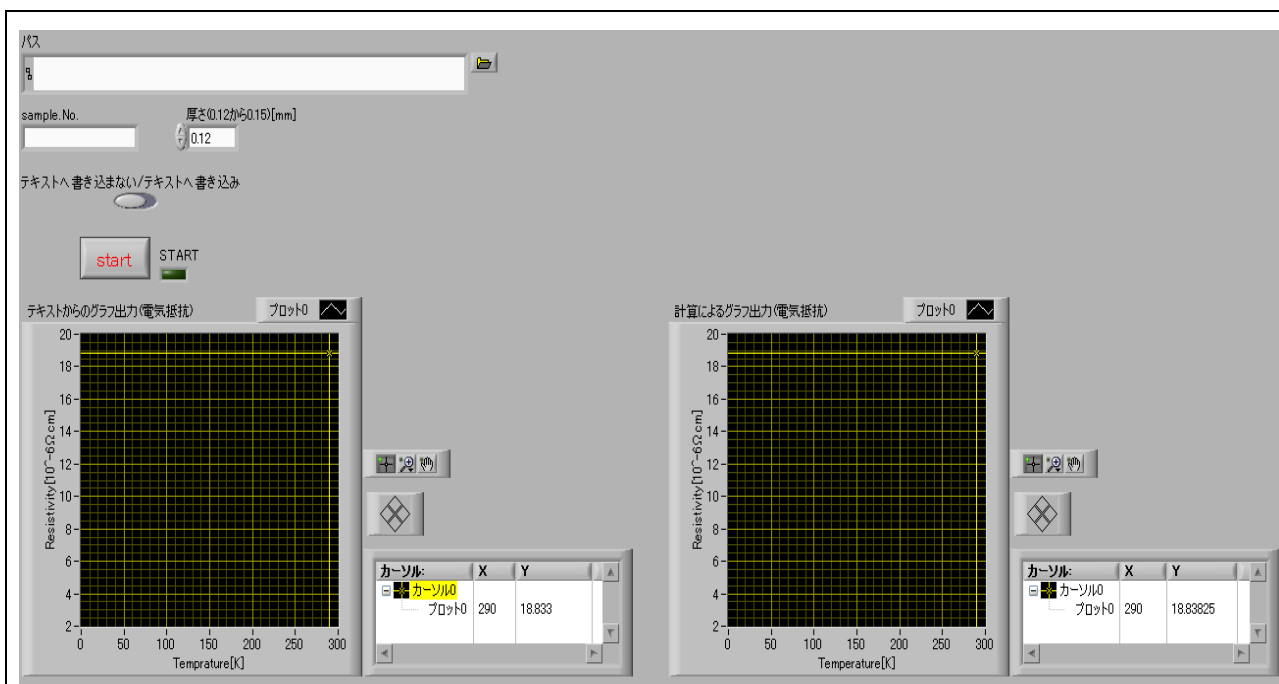 パス
sample.No.
厚さ(0.12から0.15)[mm]
0.12
テキストへ書き込まない/テキストへ書き込み
start
START
テキストからのグラフ出力(電気抵抗)
プロット0
20
18
16
14
12
10
8
6
4
2
Resistivity[10^-6Ωcm]
0 50 100 150 200 250 300
Temprature[K]
カーソル: X Y
カーソル0
プロット0 290 18.833
計算によるグラフ出力(電気抵抗)
プロット0
20
18
16
14
12
10
8
6
4
2
Resistivity[10^-6Ωcm]
0 50 100 150 200 250 300
Temperature[K]
カーソル: X Y
カーソル0
プロット0 290 18.83825